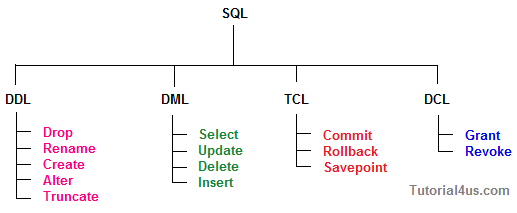 SQL
DDL
DML
TCL
DCL
Drop
Rename
Create
Alter
Truncate
Select
Update
Delete
Insert
Commit
Rollback
Savepoint
Grant
Revoke
Tutorial4us.com